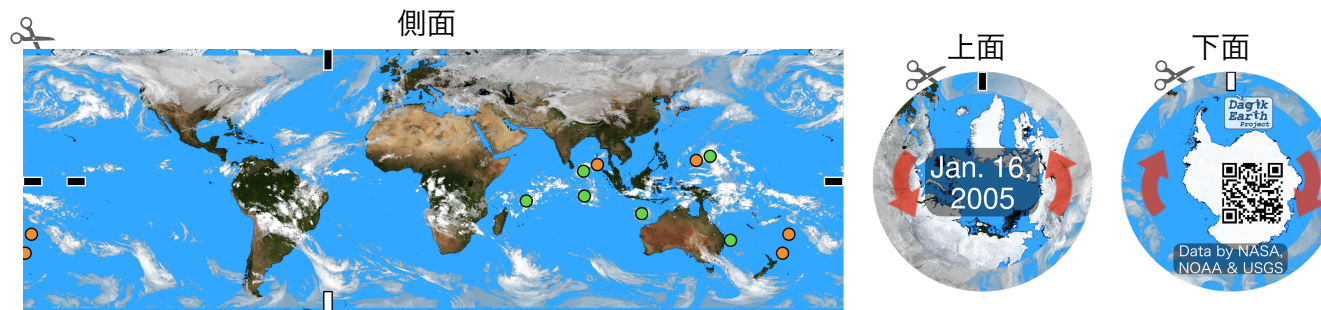 側面
上面
下面
Jan. 16,
2005
Dagik
Earth
Project
Data by NASA,
NOAA & USGS